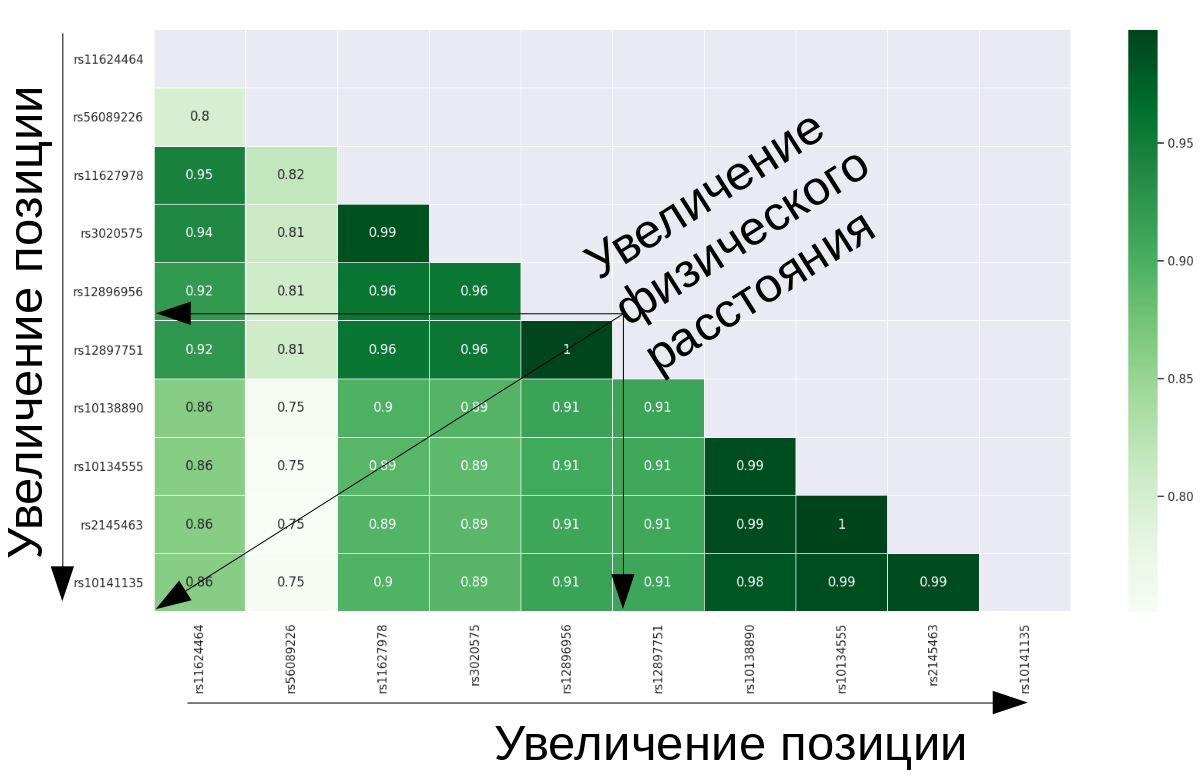 Увеличение позиции
rs11624464
rs56089226 0.8
rs11627978 0.95 0.82
rs3020575 0.94 0.81 0.99
rs12896956 0.92 0.81 0.96 0.96
rs12897751 0.92 0.81 0.96 0.96 1
rs10138890 0.86 0.75 0.9 0.89 0.91 0.91
rs10134555 0.86 0.75 0.89 0.89 0.91 0.91 0.99
rs2145463 0.86 0.75 0.89 0.89 0.91 0.91 0.99 1
rs10141135 0.86 0.75 0.9 0.89 0.91 0.91 0.98 0.99 0.99
Увеличение
физического
расстояния
0.95
0.90
0.85
0.80
rs11624464
rs56089226
rs11627978
rs3020575
rs12896956
rs12897751
rs10138890
rs10134555
rs2145463
rs10141135
Увеличение позиции